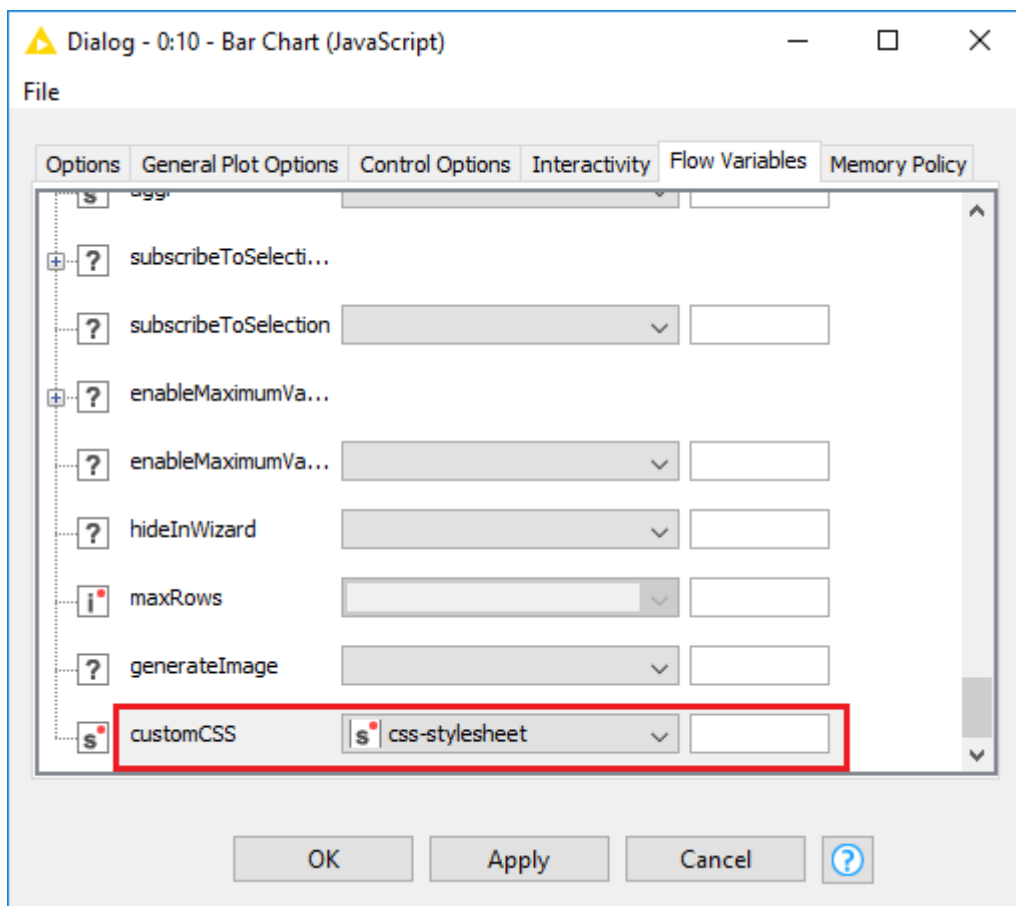 Dialog - 0:10 - Bar Chart (JavaScript)
File
Options General Plot Options Control Options Interactivity Flow Variables Memory Policy
s aggr
? subscribeToSelecti...
? subscribeToSelection
? enableMaximumVa...
? enableMaximumVa...
? hideInWizard
i maxRows
? generateImage
s customCSS s css-stylesheet
OK Apply Cancel ?